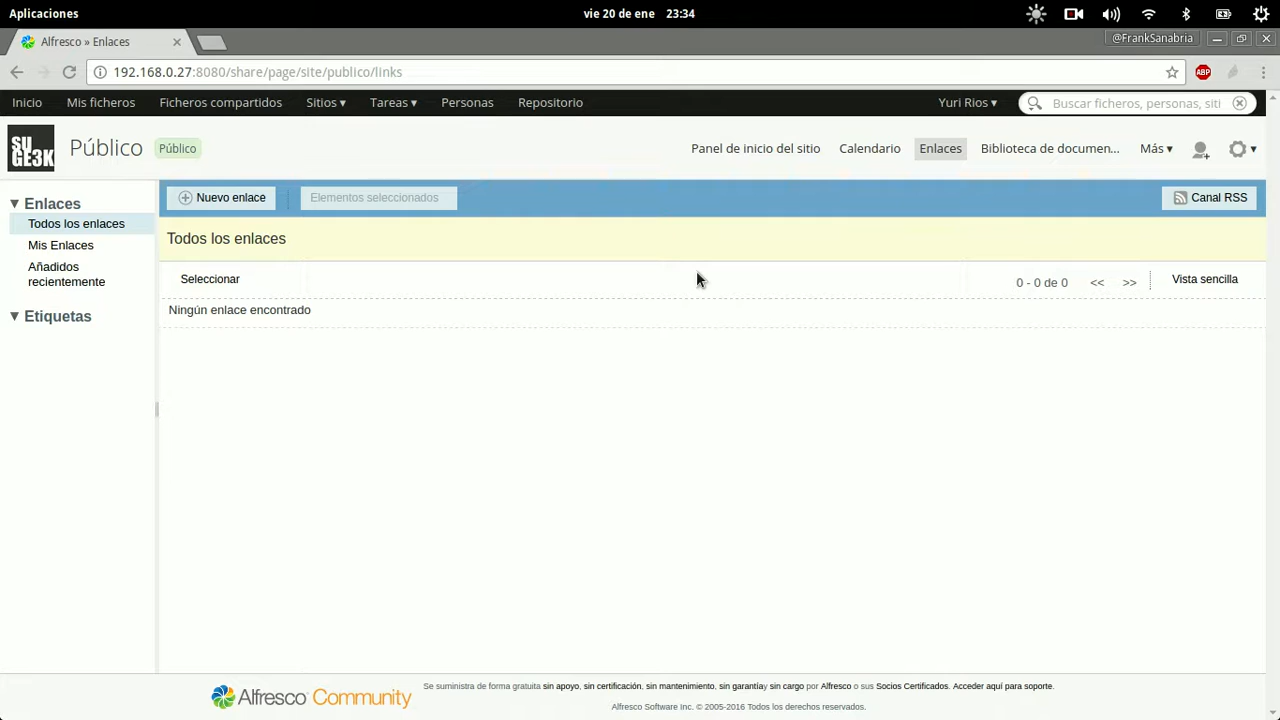 Aplicaciones
vie 20 de ene 23:34
Alfresco » Enlaces
@FrankSanabria
192.168.0.27:8080/share/page/site/publico/links
ABP
Inicio
Mis ficheros
Ficheros compartidos
Sitios ▾
Tareas ▾
Personas
Repositorio
Yuri Rios ▾
Buscar ficheros, personas, siti
SU
GE3K
Público
Público
Panel de inicio del sitio
Calendario
Enlaces
Biblioteca de documen...
Más ▾
▼ Enlaces
Todos los enlaces
Mis Enlaces
Añadidos
recientemente
▼ Etiquetas
Nuevo enlace
Elementos seleccionados
Canal RSS
Todos los enlaces
Seleccionar
0 - 0 de 0
<<
>>
Vista sencilla
Ningún enlace encontrado
Alfresco Community
Se suministra de forma gratuita sin apoyo, sin certificación, sin mantenimiento, sin garantíay sin cargo por Alfresco o sus Socios Certificados. Acceder aquí para soporte.
Alfresco Software Inc. © 2005-2016 Todos los derechos reservados.